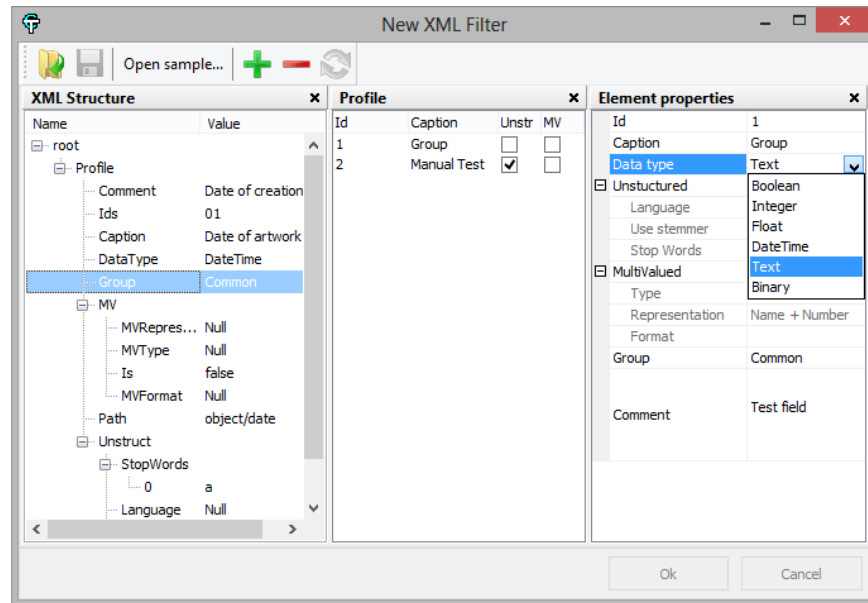 New XML Filter
Open sample...
XML Structure
Name Value
root
Profile
Comment Date of creation
Ids 01
Caption Date of artwork
DataType DateTime
Group Common
MV
MVRepres... Null
MVType Null
Is false
MVFormat Null
Path object/date
Unstruct
StopWords
0 a
Language Null
Profile
Id Caption Unstr MV
1 Group
2 Manual Test
Element properties
Id 1
Caption Group
Data type Text
Boolean
Integer
Float
DateTime
Text
Binary
Unstuctured
Language
Use stemmer
Stop Words
MultiValued
Type
Representation Name + Number
Format
Group Common
Comment Test field
Ok Cancel